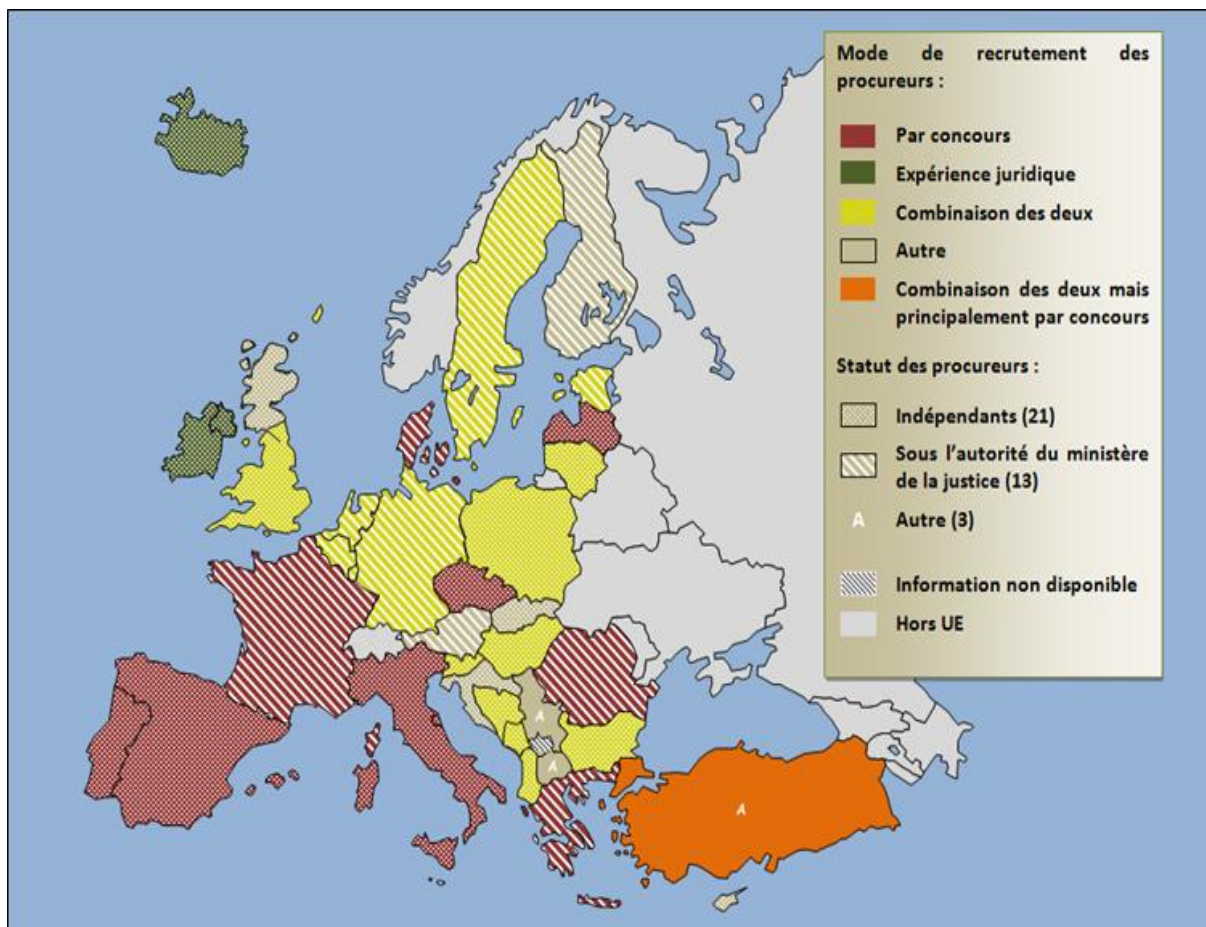 Mode de recrutement des
procureurs :
Par concours
Expérience juridique
Combinaison des deux
Autre
Combinaison des deux mais
principalement par concours
Statut des procureurs :
Indépendants (21)
Sous l'autorité du ministère
de la justice (13)
A Autre (3)
Information non disponible
Hors UE
A
A
A